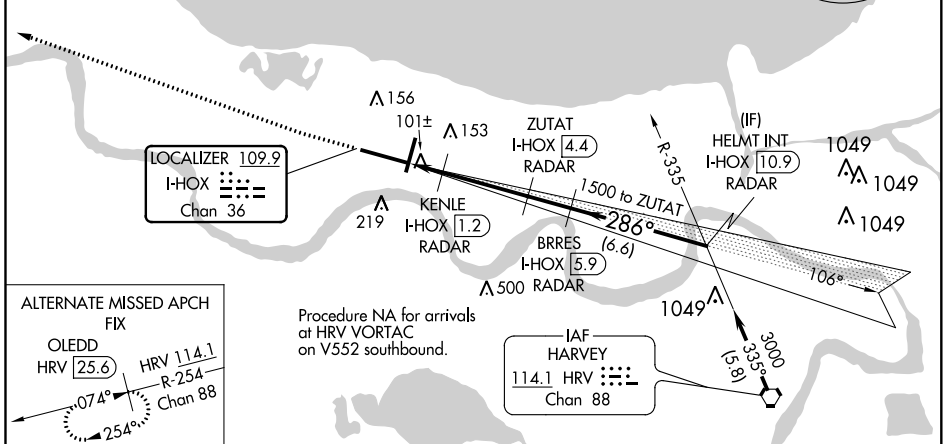 156
101±
153
ZUTAT
I-HOX 4.4
RADAR
(IF)
HELMT INT
I-HOX 10.9
RADAR
1049
1049
1049
R-335
LOCALIZER 109.9
I-HOX
Chan 36
219
KENLE
I-HOX 1.2
RADAR
1500 to ZUTAT
286°
(6.6)
BRRES
I-HOX 5.9
RADAR
500
106°
1049
ALTERNATE MISSED APCH
FIX
OLEDD
HRV 25.6
HRV 114.1
R-254
Chan 88
074°
254°
Procedure NA for arrivals
at HRV VORTAC
on V552 southbound.
IAF
HARVEY
114.1 HRV
Chan 88
3000
335°
(5.8)